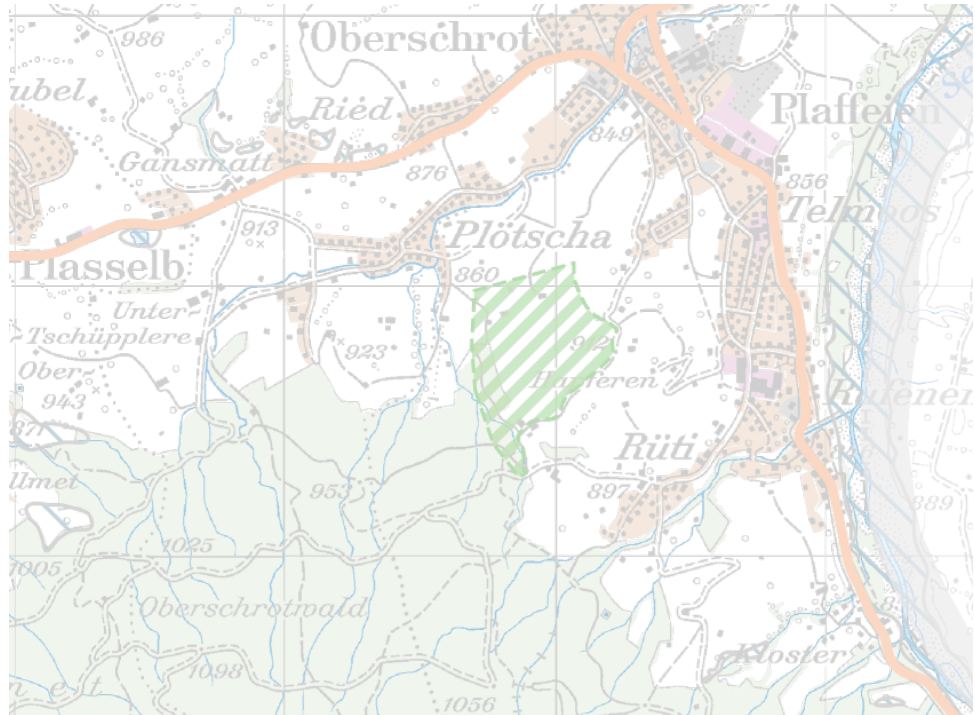 986
Oberschrot
Ried
Plaffeien
849
Gansmatt
876
856
Telmoos
913
Plötscha
Plasselb
860
Unter-
Tschüpplere
923
Ober-
943
Hapferen
Rüti
953
897
889
1025
1005
Oberschrotwald
1098
Kloster
1056